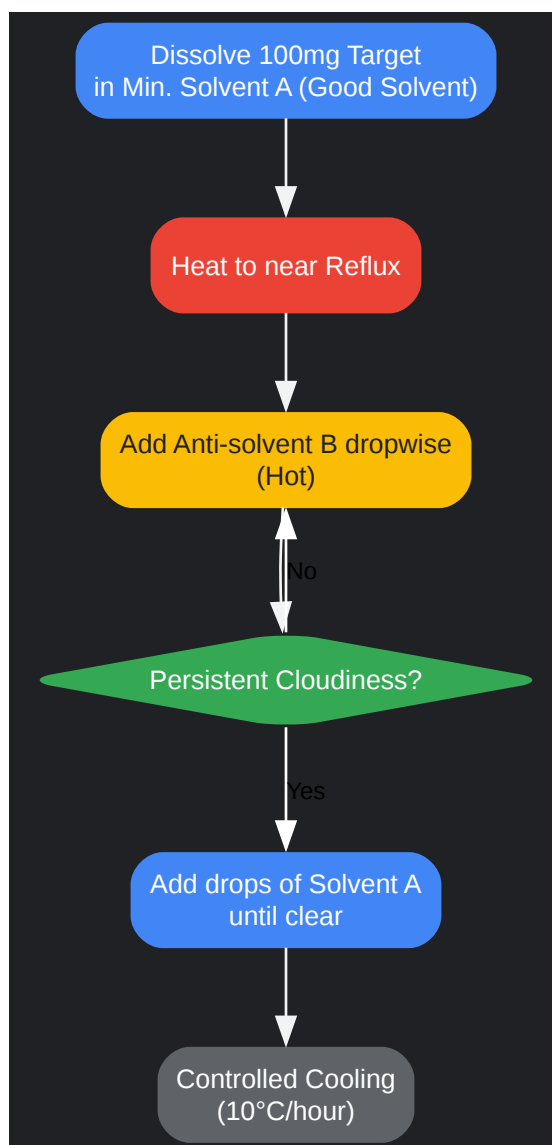 Dissolve 100mg Target
in Min. Solvent A (Good Solvent)
Heat to near Reflux
Add Anti-solvent B dropwise
(Hot)
No
Persistent Cloudiness?
Yes
Add drops of Solvent A
until clear
Controlled Cooling
(10°C/hour)